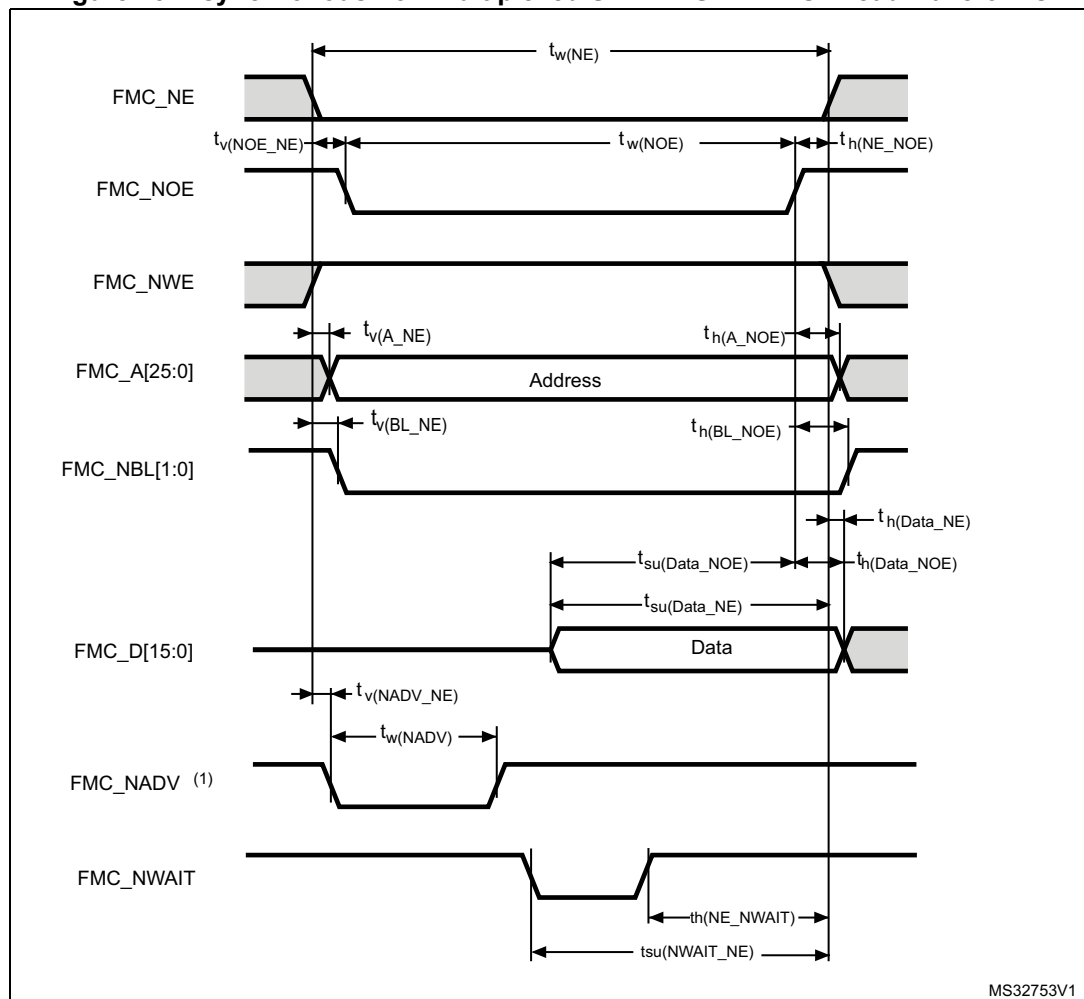 tw(NE)
FMC_NE
tv(NOE_NE)
tw(NOE)
th(NE_NOE)
FMC_NOE
FMC_NWE
tv(A_NE)
th(A_NOE)
FMC_A[25:0]
Address
tv(BL_NE)
th(BL_NOE)
FMC_NBL[1:0]
th(Data_NE)
tsu(Data_NOE)
th(Data_NOE)
tsu(Data_NE)
FMC_D[15:0]
Data
tv(NADV_NE)
tw(NADV)
FMC_NADV (1)
FMC_NWAIT
th(NE_NWAIT)
tsu(NWAIT_NE)
MS32753V1